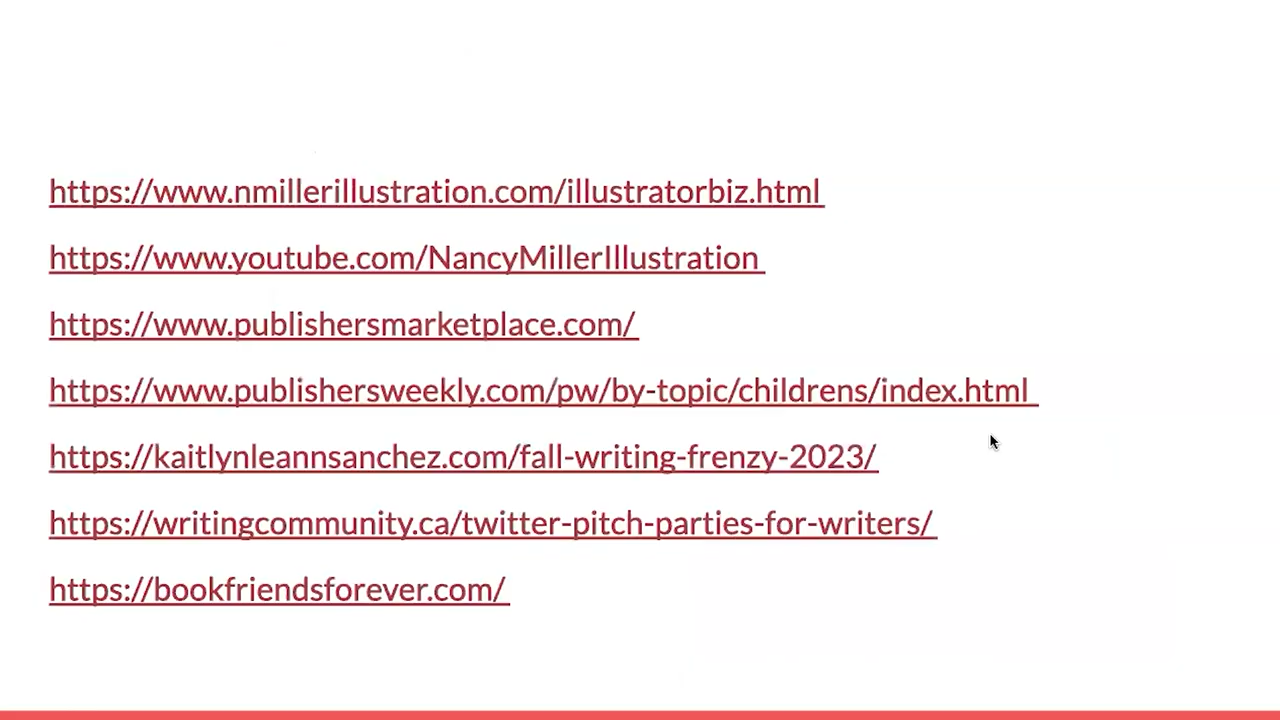 https://www.nmillerillustration.com/illustratorbiz.html
https://www.youtube.com/NancyMillerIllustration
https://www.publishersmarketplace.com/
https://www.publishersweekly.com/pw/by-topic/childrens/index.html
https://kaitlynleannsanchez.com/fall-writing-frenzy-2023/
https://writingcommunity.ca/twitter-pitch-parties-for-writers/
https://bookfriendsforever.com/